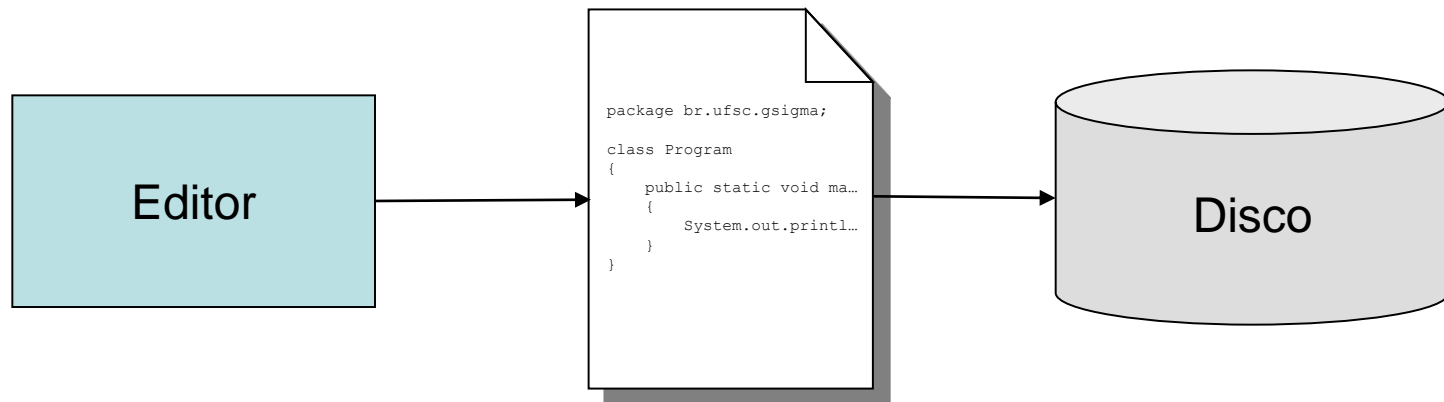 Editor
package br.ufsc.gsigma;
class Program
{
    public static void ma…
    {
        System.out.printl…
    }
}
Disco